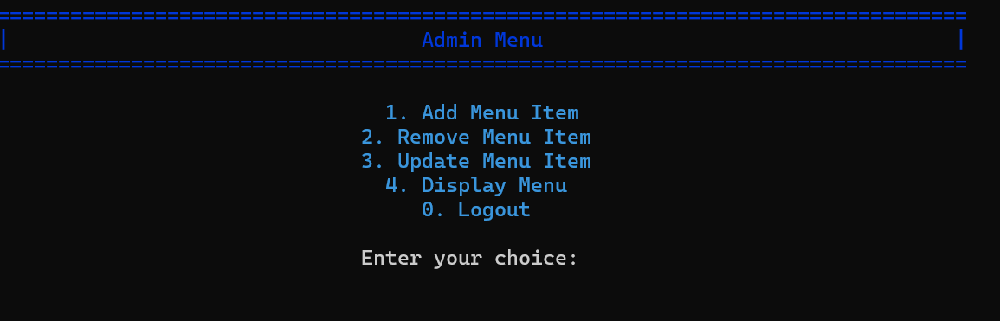 ================================================================================
|                                  Admin Menu                                  |
================================================================================
1. Add Menu Item
2. Remove Menu Item
3. Update Menu Item
4. Display Menu
0. Logout
Enter your choice: